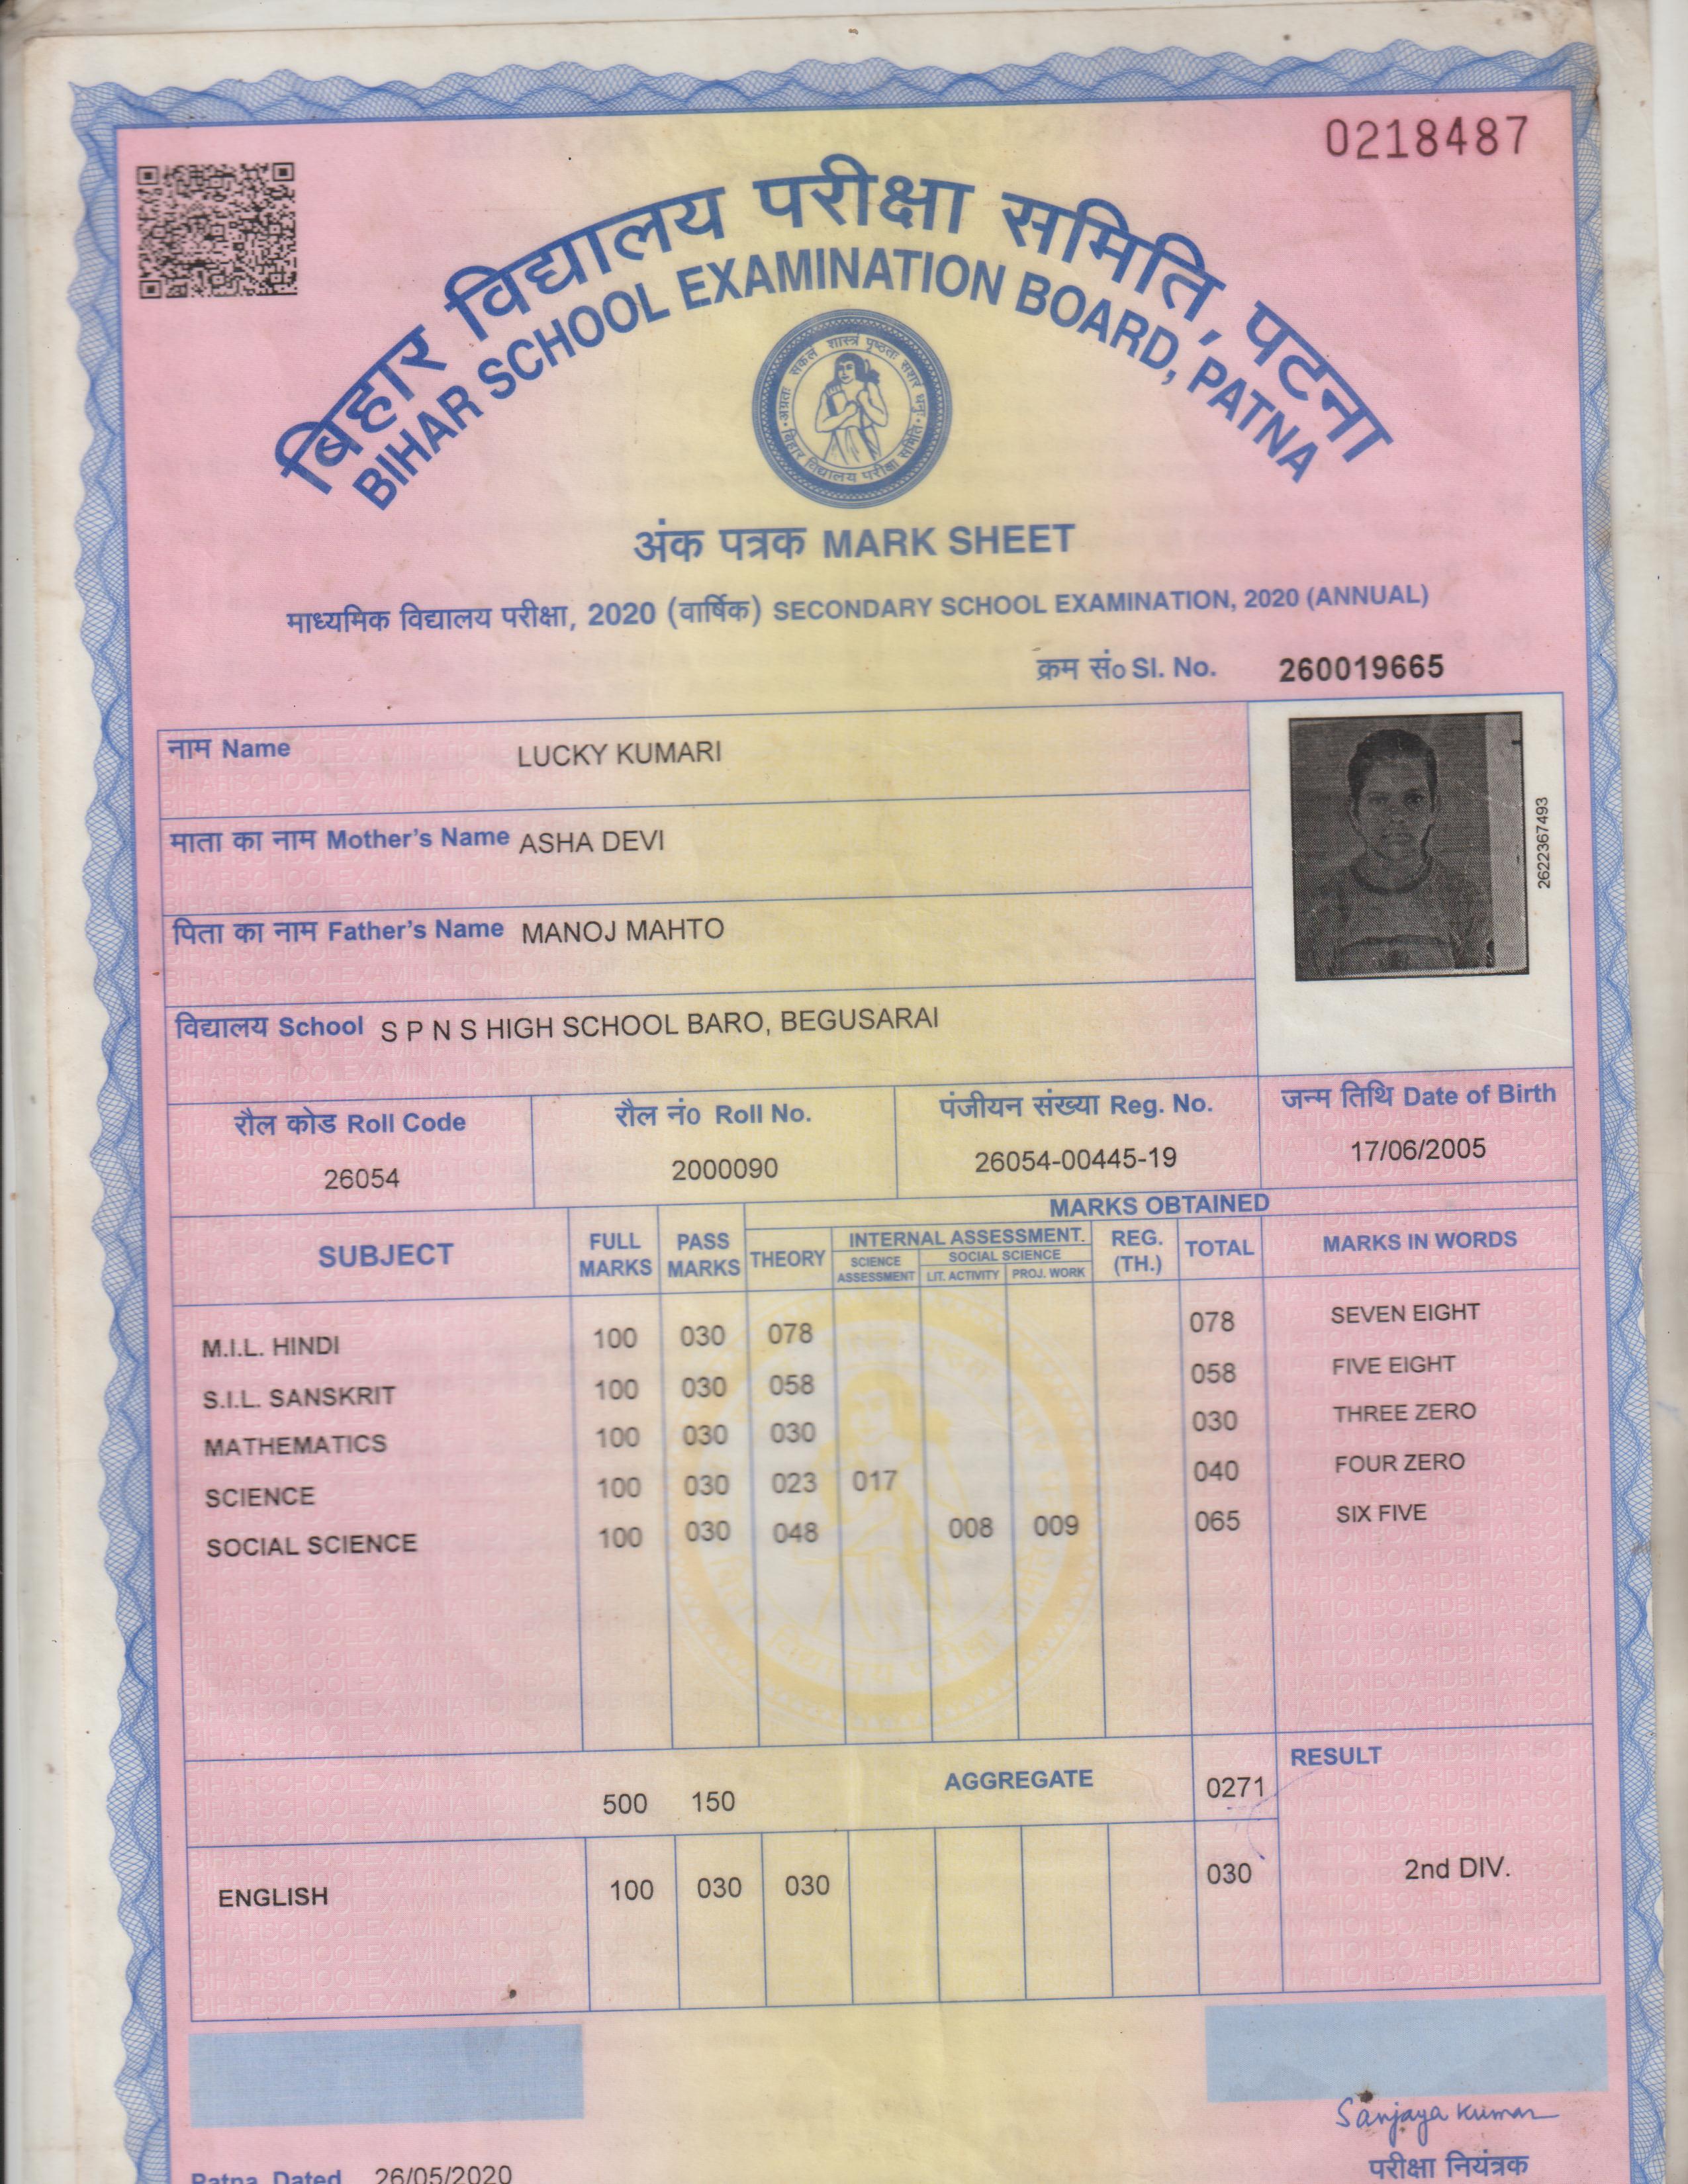 0218487
बिहार विद्यालय परीक्षा समिति, पटना
BIHAR SCHOOL EXAMINATION BOARD, PATNA
बिहार विद्यालय परीक्षा समिति
अंक पत्रक MARK SHEET
माध्यमिक विद्यालय परीक्षा, 2020 (वार्षिक) SECONDARY SCHOOL EXAMINATION, 2020 (ANNUAL)
क्रम सं० Sl. No. 260019665
नाम Name LUCKY KUMARI
माता का नाम Mother's Name ASHA DEVI
पिता का नाम Father's Name MANOJ MAHTO
2622367493
विद्यालय School S P N S HIGH SCHOOL BARO, BEGUSARAI
रौल कोड Roll Code रौल नं० Roll No. पंजीयन संख्या Reg. No. जन्म तिथि Date of Birth
26054 2000090 26054-00445-19 17/06/2005
MARKS OBTAINED
SUBJECT FULL MARKS PASS MARKS THEORY INTERNAL ASSESSMENT. REG. (TH.) TOTAL MARKS IN WORDS
SCIENCE ASSESSMENT SOCIAL SCIENCE LIT. ACTIVITY PROJ. WORK
M.I.L. HINDI 100 030 078 078 SEVEN EIGHT
S.I.L. SANSKRIT 100 030 058 058 FIVE EIGHT
MATHEMATICS 100 030 030 030 THREE ZERO
SCIENCE 100 030 023 017 040 FOUR ZERO
SOCIAL SCIENCE 100 030 048 008 009 065 SIX FIVE
500 150 AGGREGATE 0271 RESULT
ENGLISH 100 030 030 030 2nd DIV.
Sanjaya Kumar
Patna, Dated 26/05/2020 परीक्षा नियंत्रक